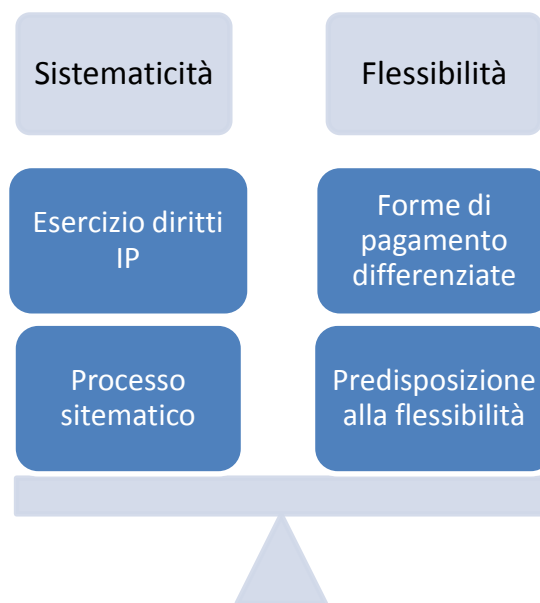 Sistematicità
Flessibilità
Esercizio diritti
IP
Forme di
pagamento
differenziate
Processo
sitematico
Predisposizione
alla flessibilità